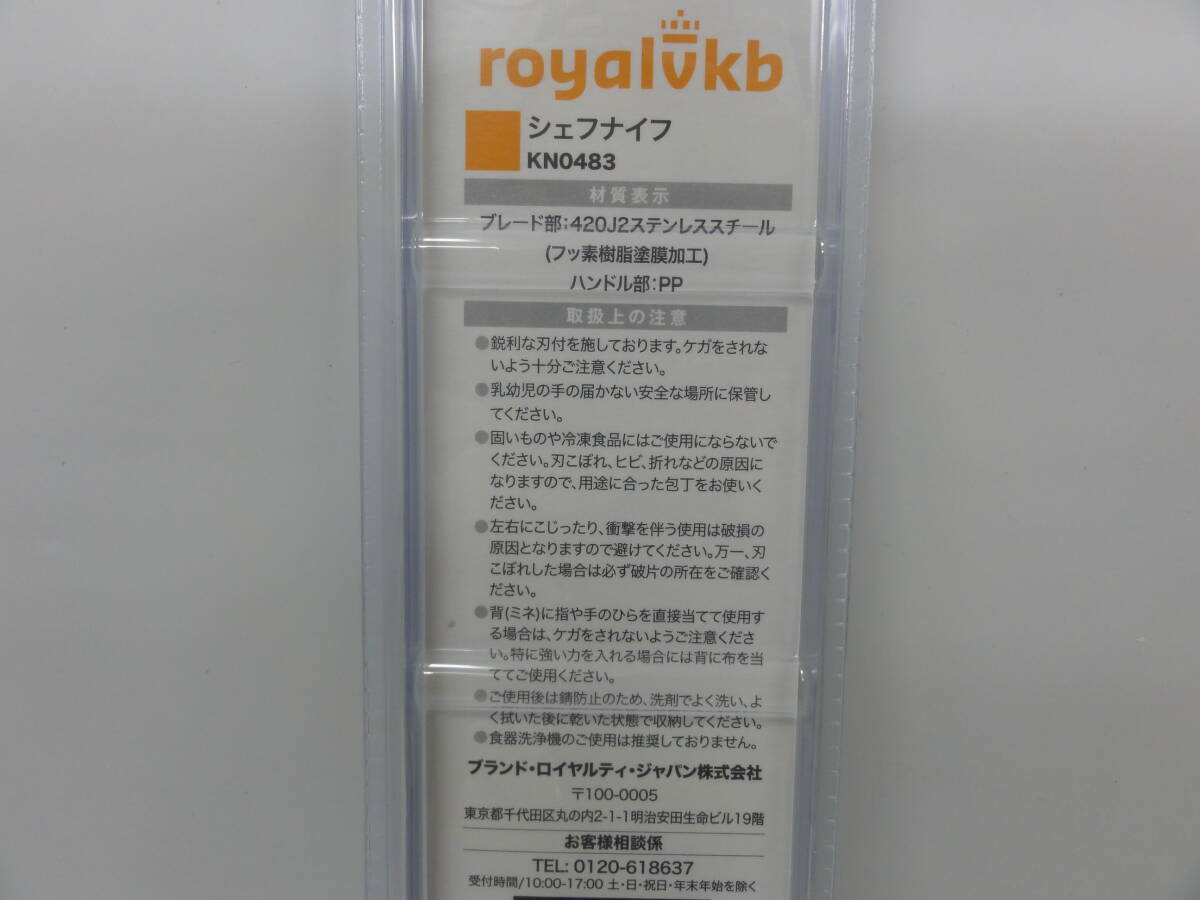 royalvkb
シェフナイフ
KN0483
材質表示
ブレード部:420J2ステンレススチール
(フッ素樹脂塗膜加工)
ハンドル部:PP
取扱上の注意
●鋭利な刃付を施しております。ケガをされな
いよう十分ご注意ください。
●乳幼児の手の届かない安全な場所に保管し
てください。
●固いものや冷凍食品にはご使用にならないで
ください。刃こぼれ、ヒビ、折れなどの原因に
なりますので、用途に合った包丁をお使いく
ださい。
●左右にこじったり、衝撃を伴う使用は破損の
原因となりますので避けてください。万一、刃
こぼれした場合は必ず破片の所在をご確認く
ださい。
●背(ミネ)に指や手のひらを直接当てて使用す
る場合は、ケガをされないようご注意くださ
い。特に強い力を入れる場合には背に布を当
ててご使用ください。
●ご使用後は錆防止のため、洗剤でよく洗い、よ
く拭いた後に乾いた状態で収納してください。
●食器洗浄機のご使用は推奨しておりません。
ブランド・ロイヤルティ・ジャパン株式会社
〒100-0005
東京都千代田区丸の内2-1-1明治安田生命ビル19階
お客様相談係
TEL: 0120-618637
受付時間/10:00-17:00 土・日・祝日・年末年始を除く